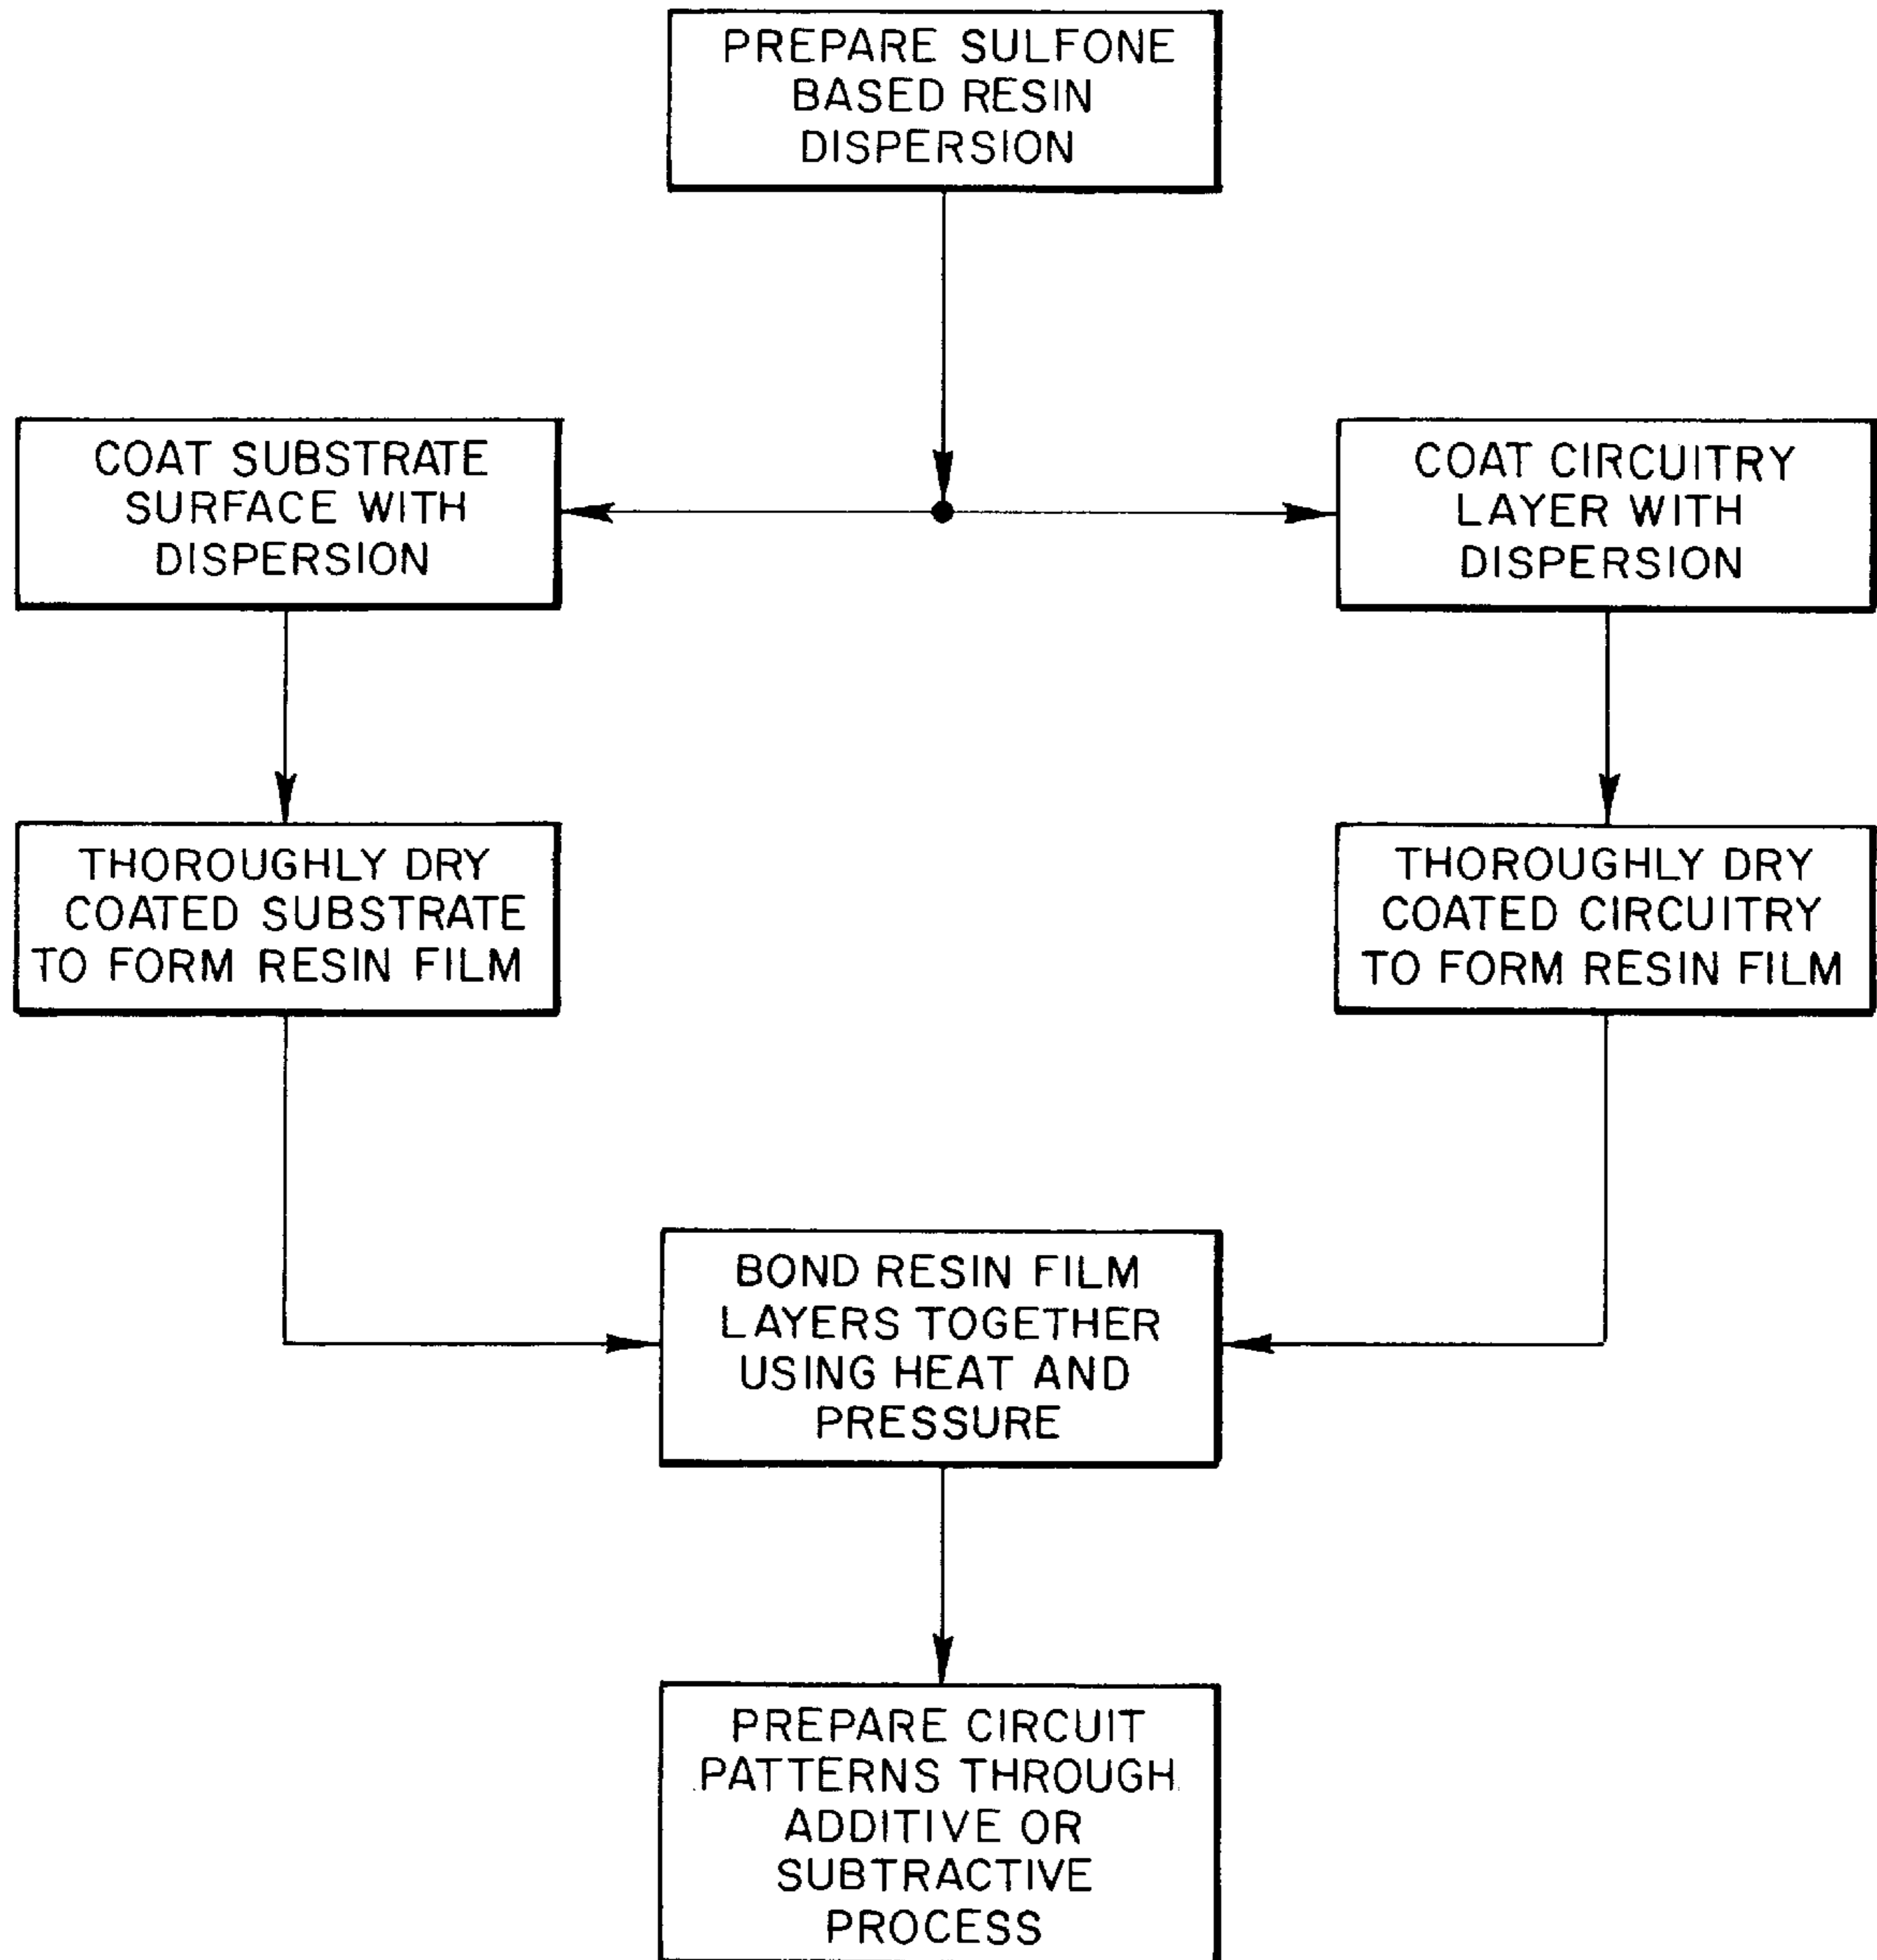 PREPARE SULFONE
BASED RESIN
DISPERSION
COAT SUBSTRATE
SURFACE WITH
DISPERSION
COAT CIRCUITRY
LAYER WITH
DISPERSION
THOROUGHLY DRY
COATED SUBSTRATE
TO FORM RESIN FILM
THOROUGHLY DRY
COATED CIRCUITRY
TO FORM RESIN FILM
BOND RESIN FILM
LAYERS TOGETHER
USING HEAT AND
PRESSURE
PREPARE CIRCUIT
PATTERNS THROUGH
ADDITIVE OR
SUBTRACTIVE
PROCESS